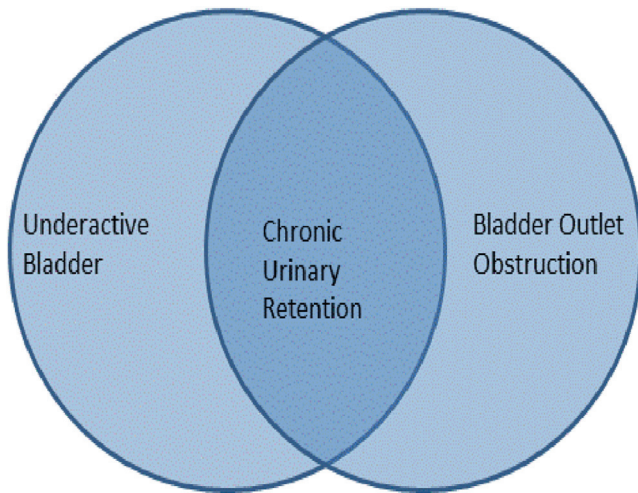 Underactive
Bladder
Chronic
Urinary
Retention
Bladder Outlet
Obstruction